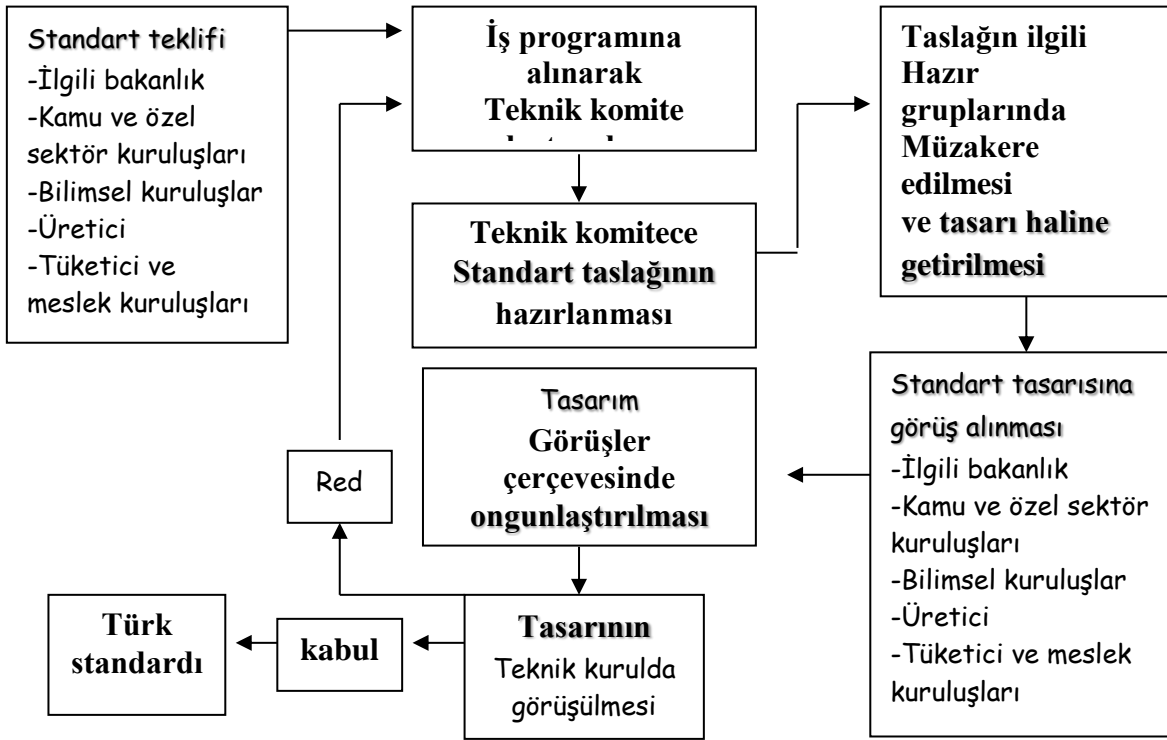 Standart teklifi
-İlgili bakanlık
-Kamu ve özel
sektör kuruluşları
-Bilimsel kuruluşlar
-Üretici
-Tüketici ve
meslek kuruluşları
İş programına
alınarak
Teknik komite
Teknik komitece
Standart taslağının
hazırlanması
Taslağın ilgili
Hazır
gruplarında
Müzakere
edilmesi
ve tasarı haline
getirilmesi
Standart tasarısına
görüş alınması
-İlgili bakanlık
-Kamu ve özel sektör
kuruluşları
-Bilimsel kuruluşlar
-Üretici
-Tüketici ve meslek
kuruluşları
Tasarım
Görüşler
çerçevesinde
ongunlaştırılması
Tasarının
Teknik kurulda
görüşülmesi
Red
kabul
Türk
standardı